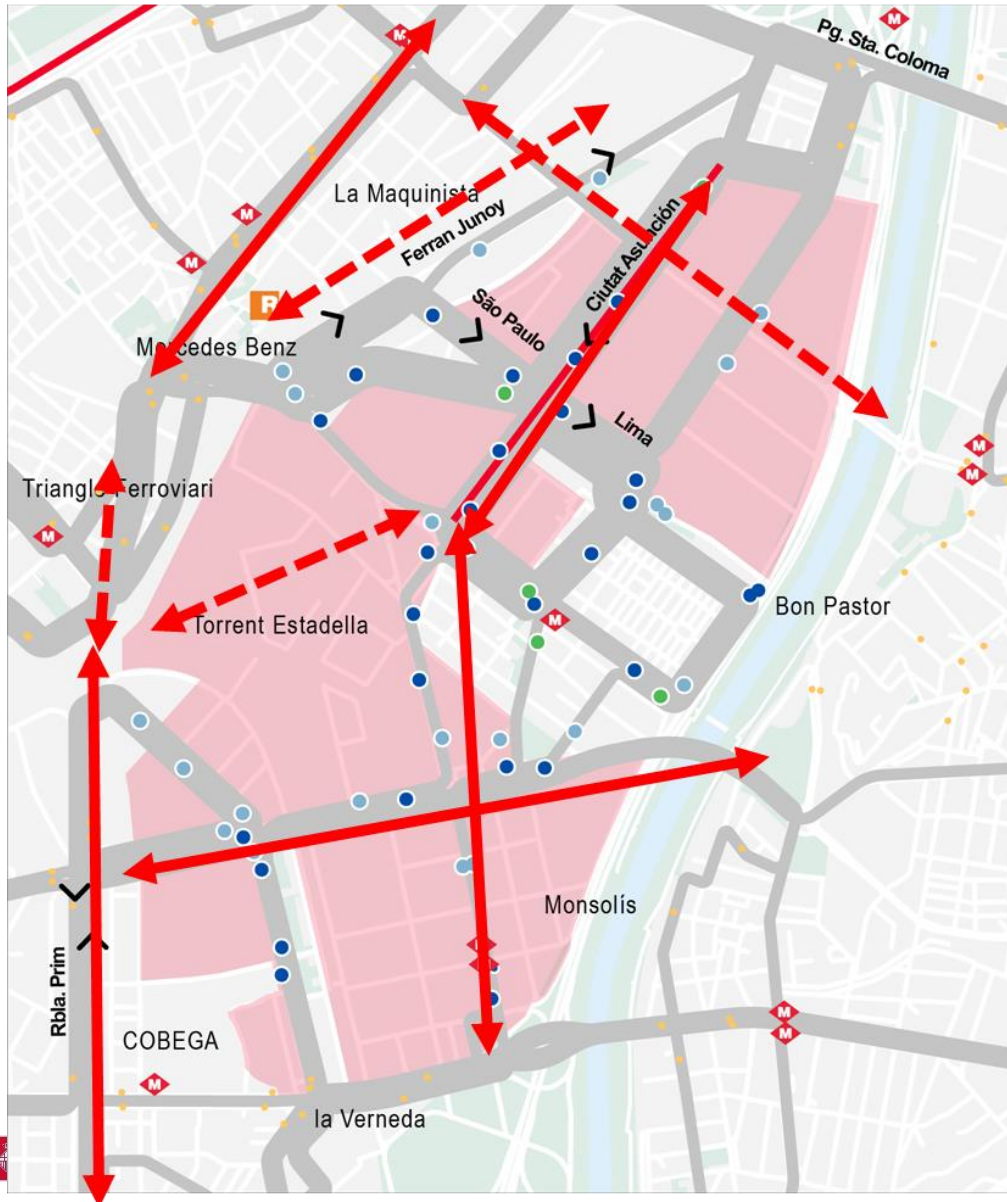 M
Pg. Sta. Coloma
M
La Maquinista
M
Ferran Junoy
Ciutat Asunción
M
R
São Paulo
Mercedes Benz
Lima
M
Triangle Ferroviari
M
M
Torrent Estadella
M
Bon Pastor
Monsolís
M
M
Rbla. Prim
M
M
COBEGA
M
la Verneda